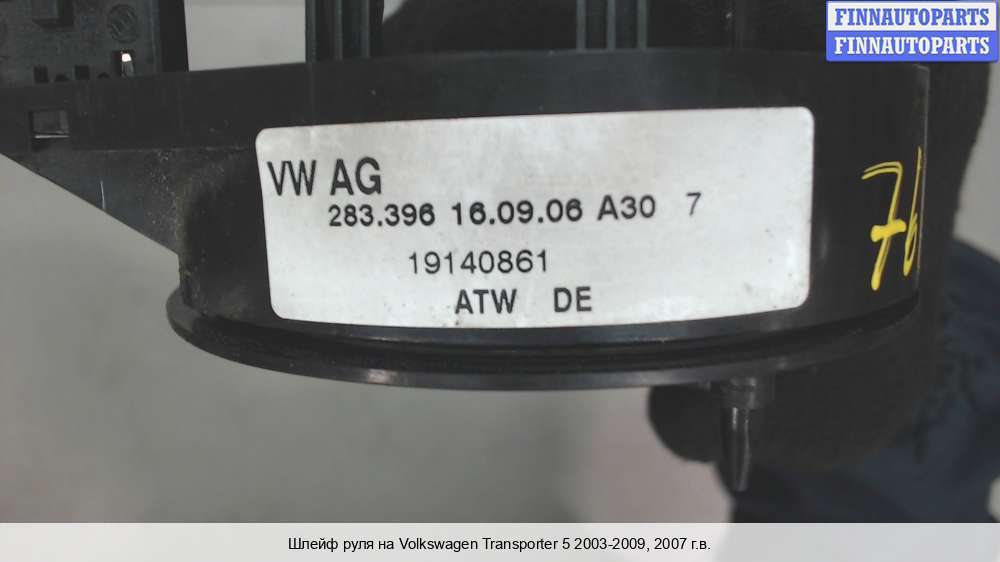 FINNAUTOPARTS
FINNAUTOPARTS
VW AG
283.396 16.09.06 A30 7
19140861
ATW DE
76
Шлейф руля на Volkswagen Transporter 5 2003-2009, 2007 г.в.